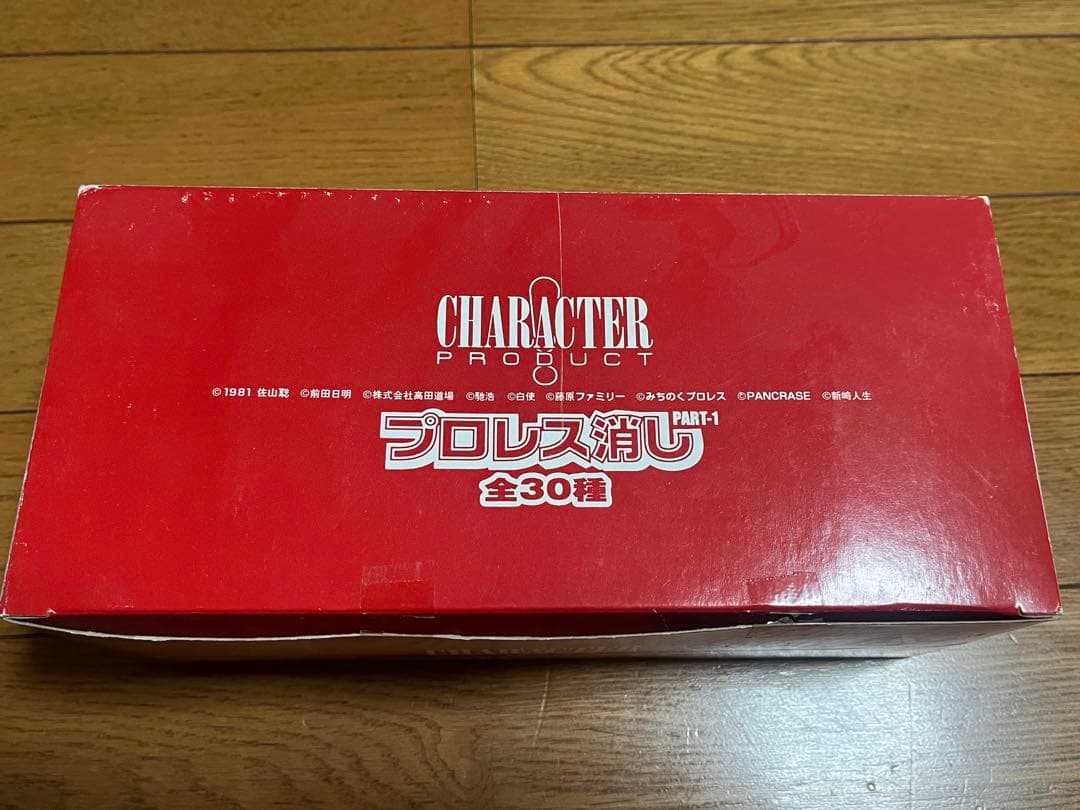 CHARACTER
PRODUCT
©1981 佐山聡 ©前田日明 ©株式会社高田道場 ©馳浩 ©白使 ©藤原ファミリー ©みちのくプロレス ©PANCRASE ©新崎人生
プロレス消し PART-1
全30種